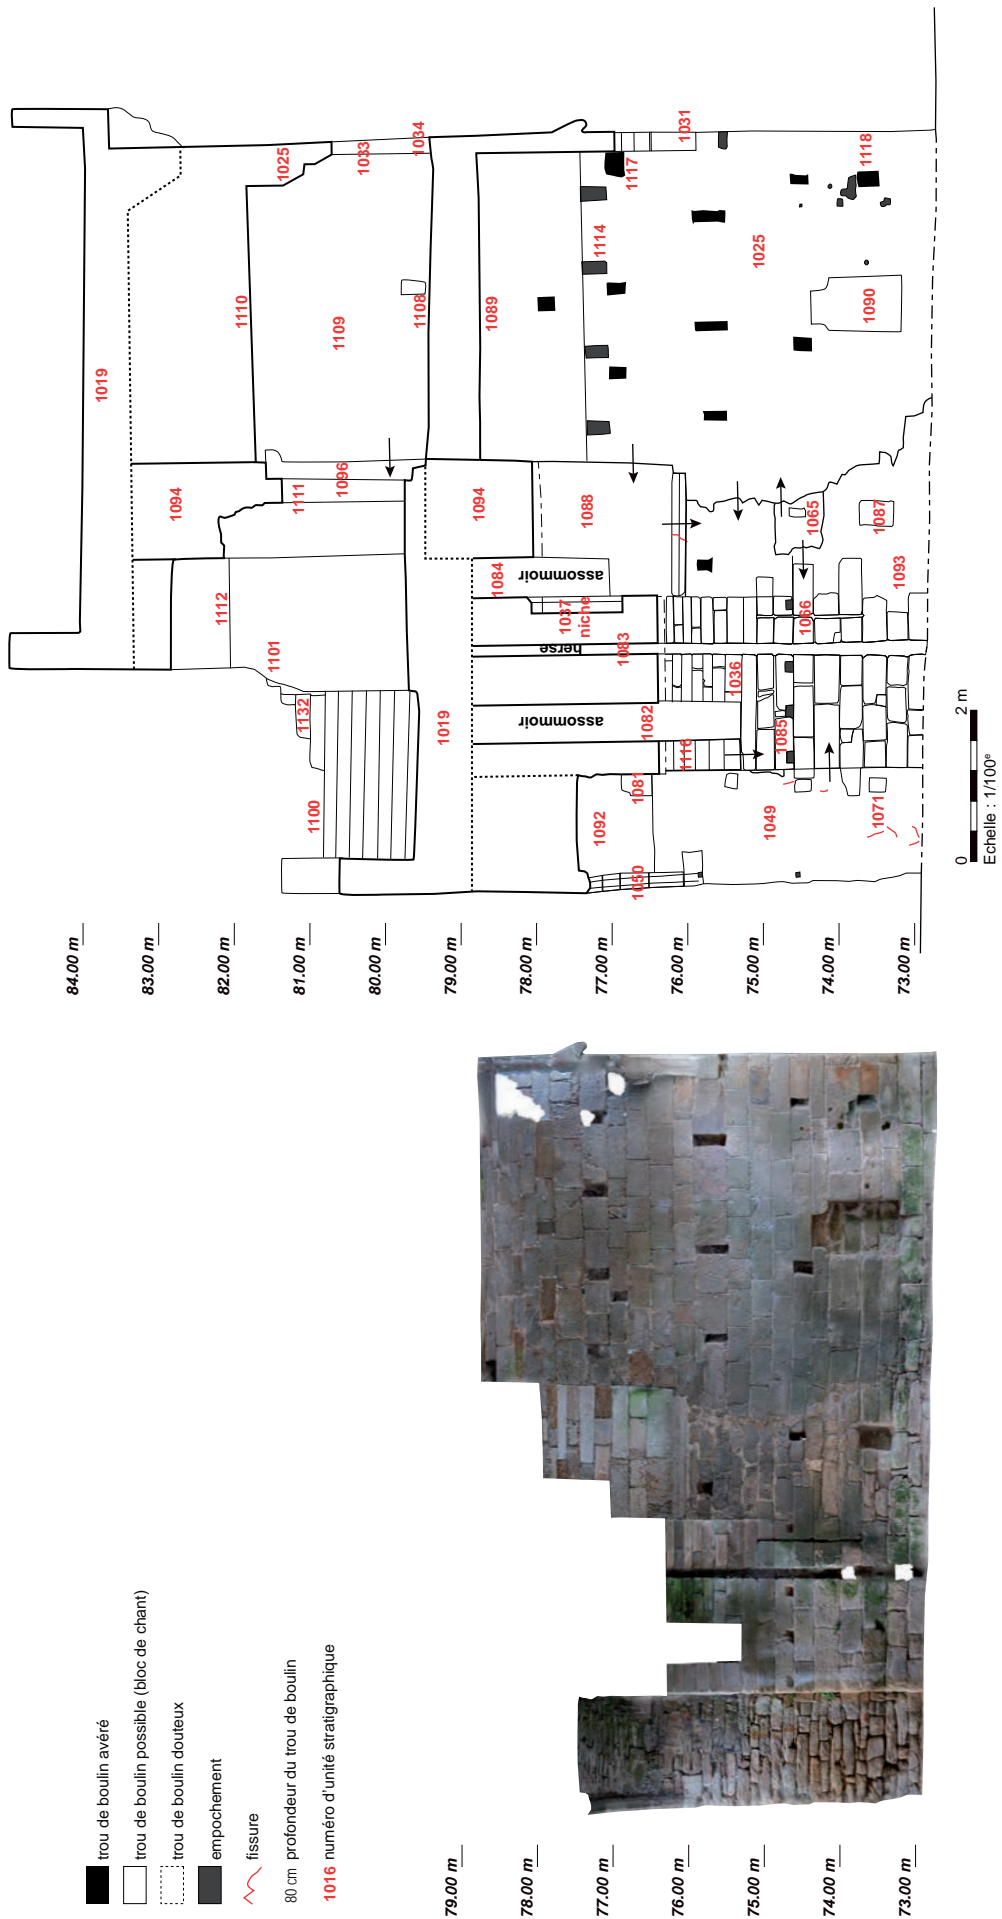 84.00 m
83.00 m
82.00 m
81.00 m
80.00 m
79.00 m
78.00 m
77.00 m
76.00 m
75.00 m
74.00 m
73.00 m
1019
1110
1025
1033
1034
1109
1108
1094
1111
1096
1112
1101
1132
1100
1019
1089
1094
1084
assommoir
1088
1037
niche
herse
1083
assommoir
1082
1081
1092
1050
1114
1117
1031
1116
1036
1049
1085
1071
1066
1065
1087
1093
1025
1090
1118
0
2 m
Echelle : 1/100e
79.00 m
78.00 m
77.00 m
76.00 m
75.00 m
74.00 m
73.00 m
trou de boulin avéré
trou de boulin possible (bloc de chant)
trou de boulin douteux
empochement
fissure
80 cm profondeur du trou de boulin
1016 numéro d'unité stratigraphique